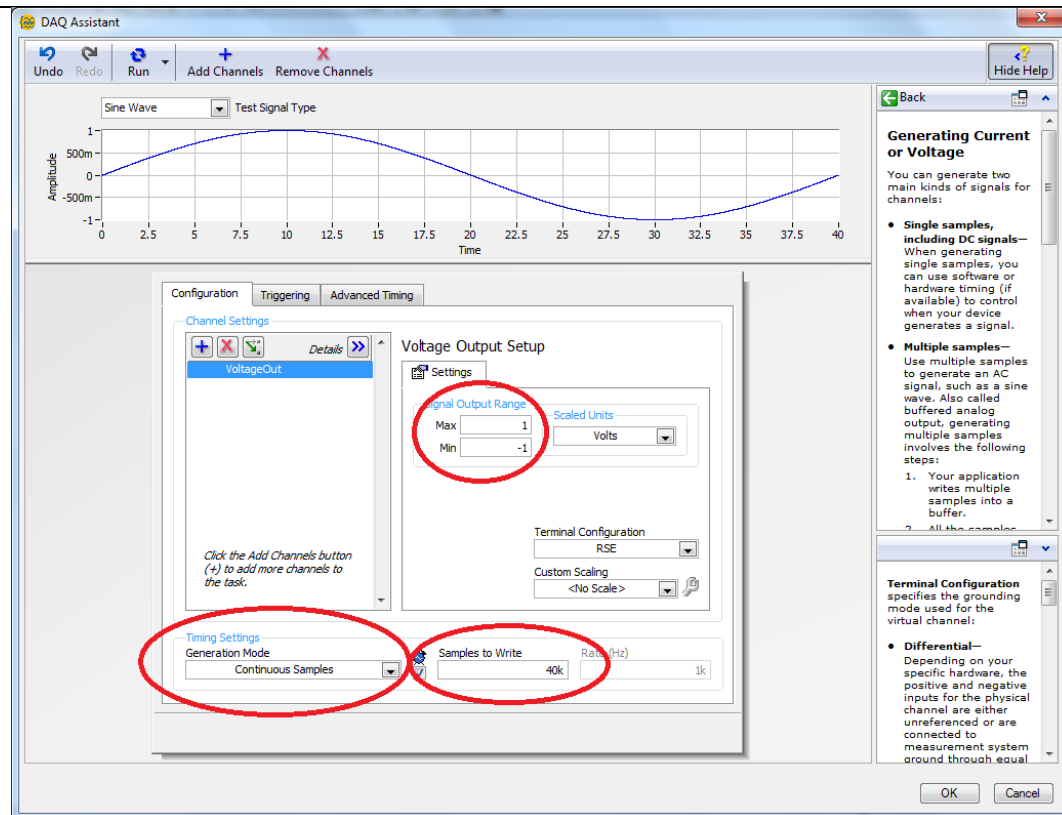 DAQ Assistant
Undo Redo Run Add Channels Remove Channels
Hide Help
Sine Wave Test Signal Type
Amplitude
1
500m
0
-500m
-1
0 2.5 5 7.5 10 12.5 15 17.5 20 22.5 25 27.5 30 32.5 35 37.5 40
Time
Configuration Triggering Advanced Timing
Channel Settings
Details
VoltageOut
Click the Add Channels button
(+) to add more channels to
the task.
Voltage Output Setup
Settings
Signal Output Range
Max 1
Min -1
Scaled Units
Volts
Terminal Configuration
RSE
Custom Scaling
<No Scale>
Timing Settings
Generation Mode
Continuous Samples
Samples to Write
40k
Rate (Hz)
1k
Back
Generating Current
or Voltage
You can generate two
main kinds of signals for
channels:
• Single samples,
including DC signals—
When generating
single samples, you
can use software or
hardware timing (if
available) to control
when your device
generates a signal.
• Multiple samples—
Use multiple samples
to generate an AC
signal, such as a sine
wave. Also called
buffered analog
output, generating
multiple samples
involves the following
steps:
1. Your application
writes multiple
samples into a
buffer.
2. All the samples
Terminal Configuration
specifies the grounding
mode used for the
virtual channel:
• Differential—
Depending on your
specific hardware, the
positive and negative
inputs for the physical
channel are either
unreferenced or are
connected to
measurement system
ground through equal
OK Cancel